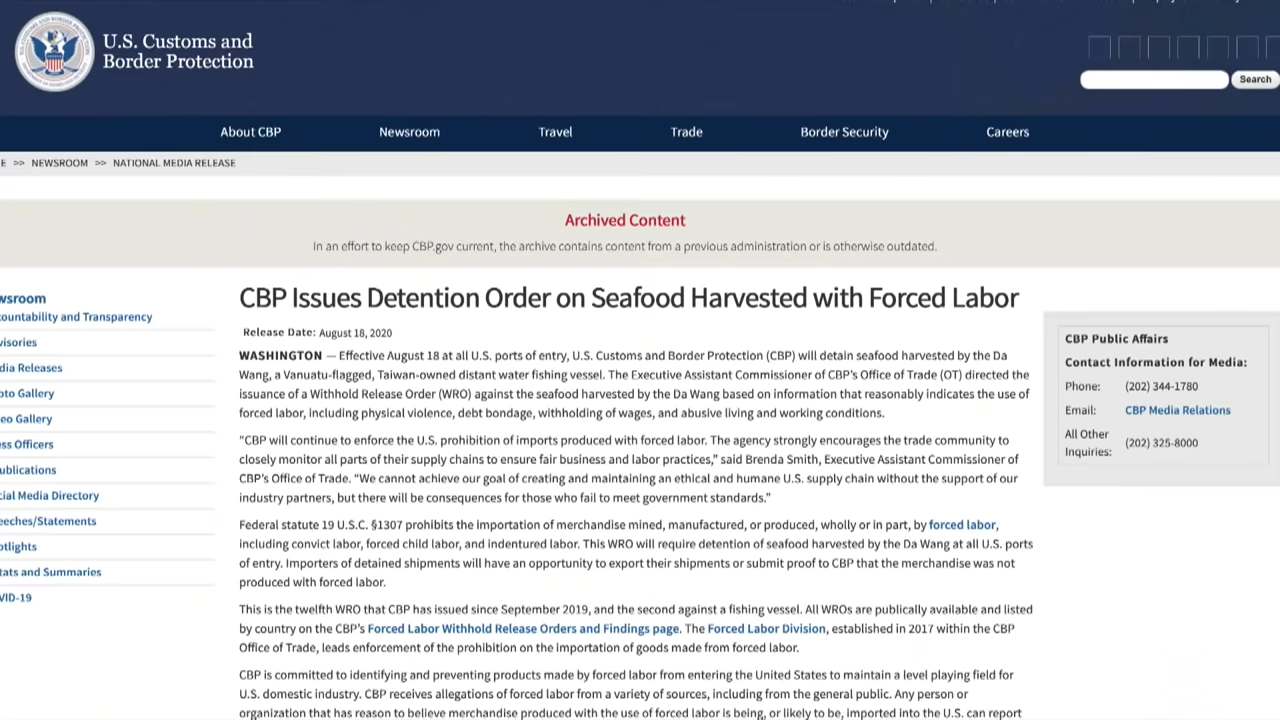 U.S. Customs and
Border Protection
Search
About CBP Newsroom Travel Trade Border Security Careers
E >> NEWSROOM >> NATIONAL MEDIA RELEASE
Archived Content
In an effort to keep CBP.gov current, the archive contains content from a previous administration or is otherwise outdated.
wsroom
countability and Transparency
visories
dia Releases
oto Gallery
eo Gallery
ess Officers
ublications
cial Media Directory
eeches/Statements
otlights
tats and Summaries
VID-19
CBP Issues Detention Order on Seafood Harvested with Forced Labor
Release Date: August 18, 2020
WASHINGTON — Effective August 18 at all U.S. ports of entry, U.S. Customs and Border Protection (CBP) will detain seafood harvested by the Da
Wang, a Vanuatu-flagged, Taiwan-owned distant water fishing vessel. The Executive Assistant Commissioner of CBP's Office of Trade (OT) directed the
issuance of a Withhold Release Order (WRO) against the seafood harvested by the Da Wang based on information that reasonably indicates the use of
forced labor, including physical violence, debt bondage, withholding of wages, and abusive living and working conditions.
"CBP will continue to enforce the U.S. prohibition of imports produced with forced labor. The agency strongly encourages the trade community to
closely monitor all parts of their supply chains to ensure fair business and labor practices," said Brenda Smith, Executive Assistant Commissioner of
CBP's Office of Trade. "We cannot achieve our goal of creating and maintaining an ethical and humane U.S. supply chain without the support of our
industry partners, but there will be consequences for those who fail to meet government standards."
Federal statute 19 U.S.C. §1307 prohibits the importation of merchandise mined, manufactured, or produced, wholly or in part, by forced labor,
including convict labor, forced child labor, and indentured labor. This WRO will require detention of seafood harvested by the Da Wang at all U.S. ports
of entry. Importers of detained shipments will have an opportunity to export their shipments or submit proof to CBP that the merchandise was not
produced with forced labor.
This is the twelfth WRO that CBP has issued since September 2019, and the second against a fishing vessel. All WROs are publically available and listed
by country on the CBP's Forced Labor Withhold Release Orders and Findings page. The Forced Labor Division, established in 2017 within the CBP
Office of Trade, leads enforcement of the prohibition on the importation of goods made from forced labor.
CBP is committed to identifying and preventing products made by forced labor from entering the United States to maintain a level playing field for
U.S. domestic industry. CBP receives allegations of forced labor from a variety of sources, including from the general public. Any person or
organization that has reason to believe merchandise produced with the use of forced labor is being, or likely to be, imported into the U.S. can report
CBP Public Affairs
Contact Information for Media:
Phone: (202) 344-1780
Email: CBP Media Relations
All Other
Inquiries: (202) 325-8000